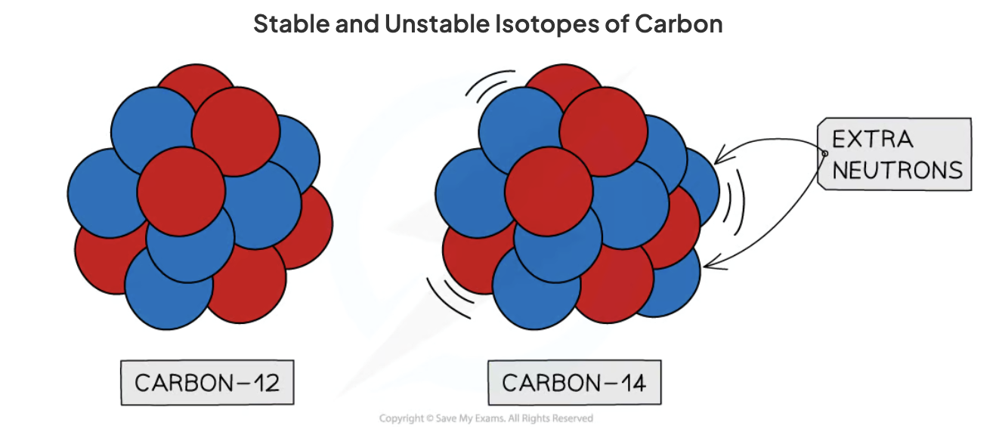 Stable and Unstable Isotopes of Carbon
EXTRA
NEUTRONS
CARBON-12
CARBON-14
Copyright © Save My Exams. All Rights Reserved